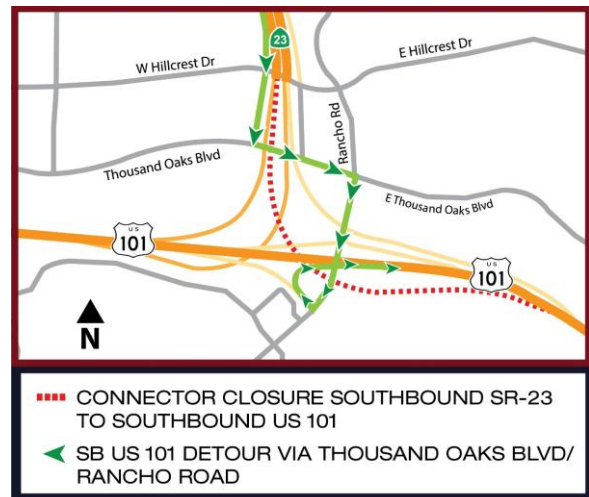 23
W Hillcrest Dr
E Hillcrest Dr
Rancho Rd
Thousand Oaks Blvd
E Thousand Oaks Blvd
US
101
US
101
N
CONNECTOR CLOSURE SOUTHBOUND SR-23
TO SOUTHBOUND US 101
SB US 101 DETOUR VIA THOUSAND OAKS BLVD/
RANCHO ROAD